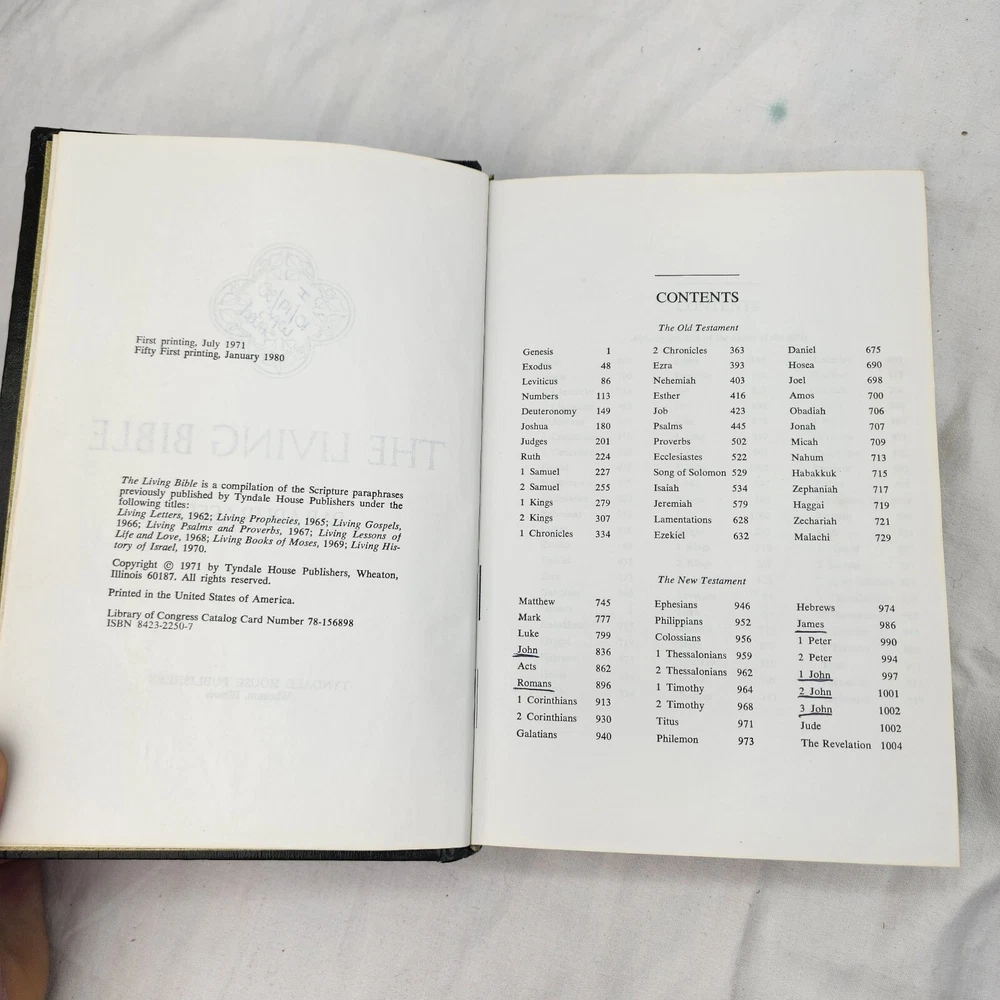 First printing, July 1971
Fifty First printing, January 1980
THE LIVING BIBLE
The Living Bible is a compilation of the Scripture paraphrases
previously published by Tyndale House Publishers under the
following titles:
Living Letters, 1962; Living Prophecies, 1965; Living Gospels,
1966; Living Psalms and Proverbs, 1967; Living Lessons of
Life and Love, 1968; Living Books of Moses, 1969; Living His-
tory of Israel, 1970.
Copyright © 1971 by Tyndale House Publishers, Wheaton,
Illinois 60187. All rights reserved.
Printed in the United States of America.
Library of Congress Catalog Card Number 78-156898
ISBN 8423-2250-7
TYNDALE HOUSE PUBLISHERS
CONTENTS
The Old Testament
Genesis 1
Exodus 48
Leviticus 86
Numbers 113
Deuteronomy 149
Joshua 180
Judges 201
Ruth 224
1 Samuel 227
2 Samuel 255
1 Kings 279
2 Kings 307
1 Chronicles 334
2 Chronicles 363
Ezra 393
Nehemiah 403
Esther 416
Job 423
Psalms 445
Proverbs 502
Ecclesiastes 522
Song of Solomon 529
Isaiah 534
Jeremiah 579
Lamentations 628
Ezekiel 632
Daniel 675
Hosea 690
Joel 698
Amos 700
Obadiah 706
Jonah 707
Micah 709
Nahum 713
Habakkuk 715
Zephaniah 717
Haggai 719
Zechariah 721
Malachi 729
The New Testament
Matthew 745
Mark 777
Luke 799
John 836
Acts 862
Romans 896
1 Corinthians 913
2 Corinthians 930
Galatians 940
Ephesians 946
Philippians 952
Colossians 956
1 Thessalonians 959
2 Thessalonians 962
1 Timothy 964
2 Timothy 968
Titus 971
Philemon 973
Hebrews 974
James 986
1 Peter 990
2 Peter 994
1 John 997
2 John 1001
3 John 1002
Jude 1002
The Revelation 1004